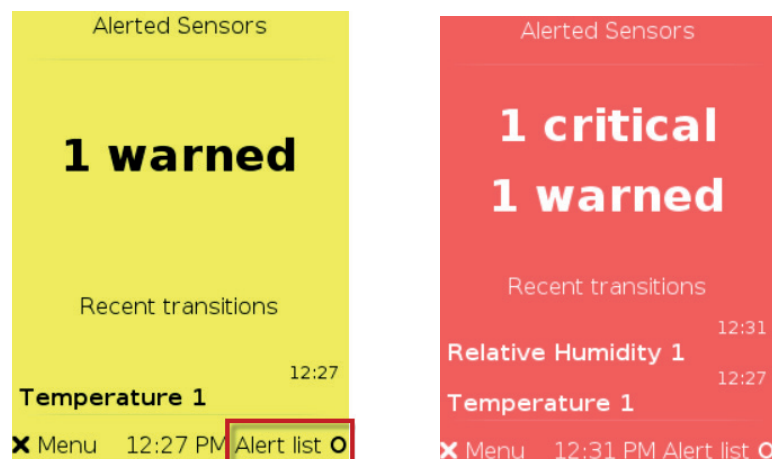 Alerted Sensors
1 warned
Recent transitions
12:27
Temperature 1
✕ Menu 12:27 PM Alert list O
Alerted Sensors
1 critical
1 warned
Recent transitions
12:31
Relative Humidity 1
12:27
Temperature 1
✕ Menu 12:31 PM Alert list O